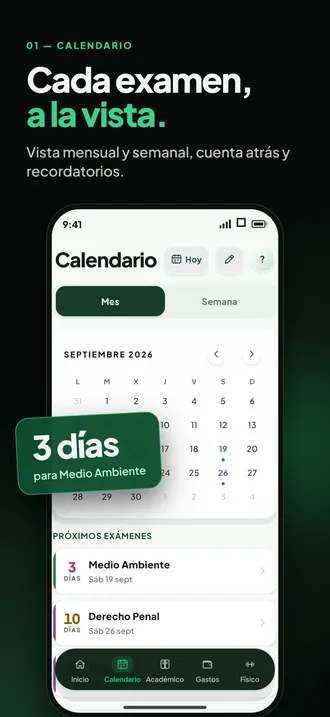 01 — CALENDARIO
Cada examen,
a la vista.
Vista mensual y semanal, cuenta atrás y
recordatorios.
9:41
Calendario
Hoy
?
Mes
Semana
SEPTIEMBRE 2026
L M X J V S D
31 1 2 3 4 5 6
10 11 12 13
3 días
17 18 19 20
para Medio Ambiente
24 25 26 27
28 29 30 1 2 3 4
PRÓXIMOS EXÁMENES
3 Medio Ambiente
DÍAS Sáb 19 sept
10 Derecho Penal
DÍAS Sáb 26 sept
Inicio Calendario Académico Gastos Físico